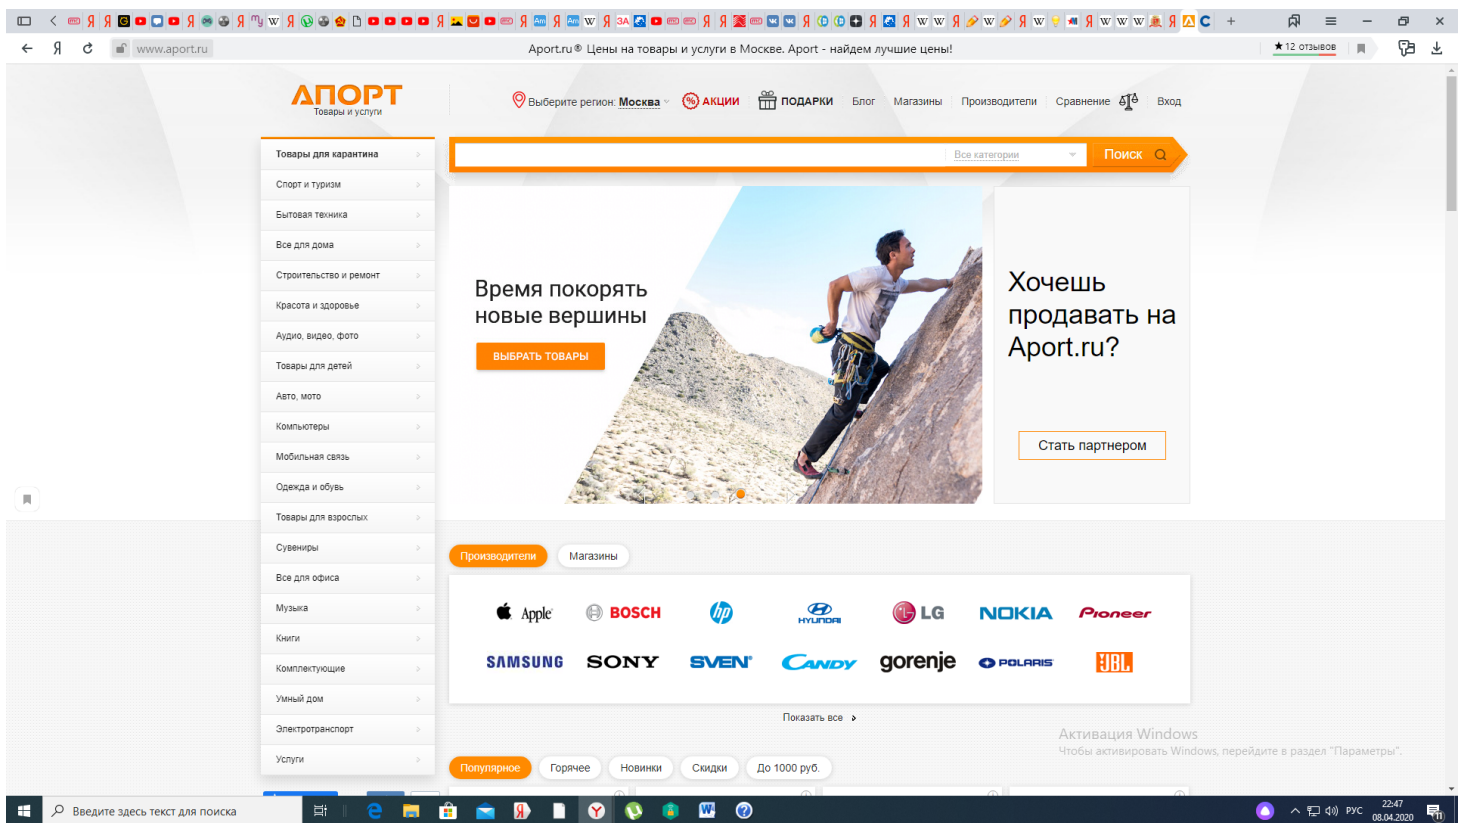 www.aport.ru
Aport.ru® Цены на товары и услуги в Москве. Aport - найдем лучшие цены!
★12 отзывов
АПОРТ
Товары и услуги
Выберите регион: Москва
% АКЦИИ
ПОДАРКИ
Блог
Магазины
Производители
Сравнение
Вход
Все категории
Поиск
Товары для карантина
Спорт и туризм
Бытовая техника
Все для дома
Строительство и ремонт
Красота и здоровье
Аудио, видео, фото
Товары для детей
Авто, мото
Компьютеры
Мобильная связь
Одежда и обувь
Товары для взрослых
Сувениры
Все для офиса
Музыка
Книги
Комплектующие
Умный дом
Электротранспорт
Услуги
Время покорять
новые вершины
ВЫБРАТЬ ТОВАРЫ
Хочешь
продавать на
Aport.ru?
Стать партнером
Производители
Магазины
Apple
BOSCH
hp
HYUNDAI
LG
NOKIA
Pioneer
SAMSUNG
SONY
SVEN
CANDY
gorenje
POLARIS
JBL
Показать все
Популярное
Горячее
Новинки
Скидки
До 1000 руб.
Активация Windows
Чтобы активировать Windows, перейдите в раздел "Параметры".
Введите здесь текст для поиска
РУС
22:47
08.04.2020
11